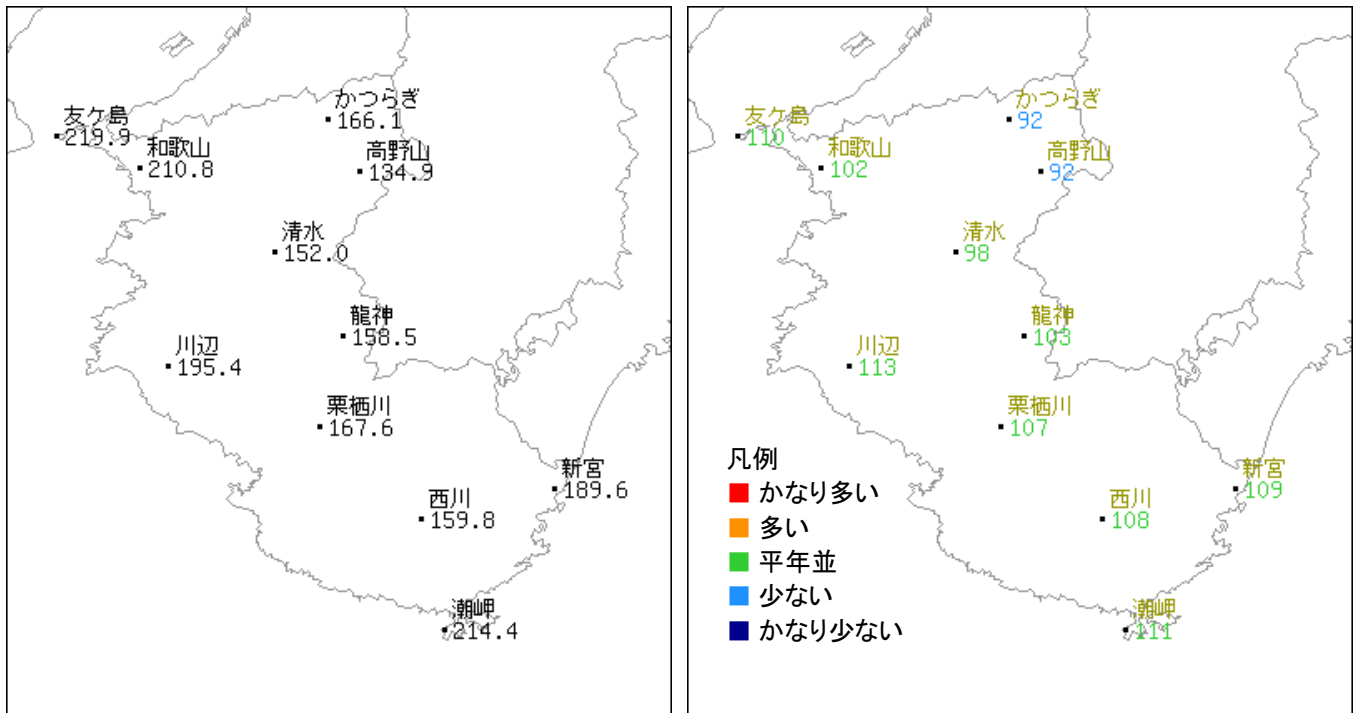 友ケ島
219.9
和歌山
210.8
かつらぎ
166.1
高野山
134.9
清水
152.0
龍神
158.5
川辺
195.4
栗栖川
167.6
新宮
189.6
西川
159.8
潮岬
214.4
友ケ島
110
和歌山
102
かつらぎ
92
高野山
92
清水
98
龍神
103
川辺
113
栗栖川
107
新宮
109
西川
108
潮岬
111
凡例
かなり多い
多い
平年並
少ない
かなり少ない